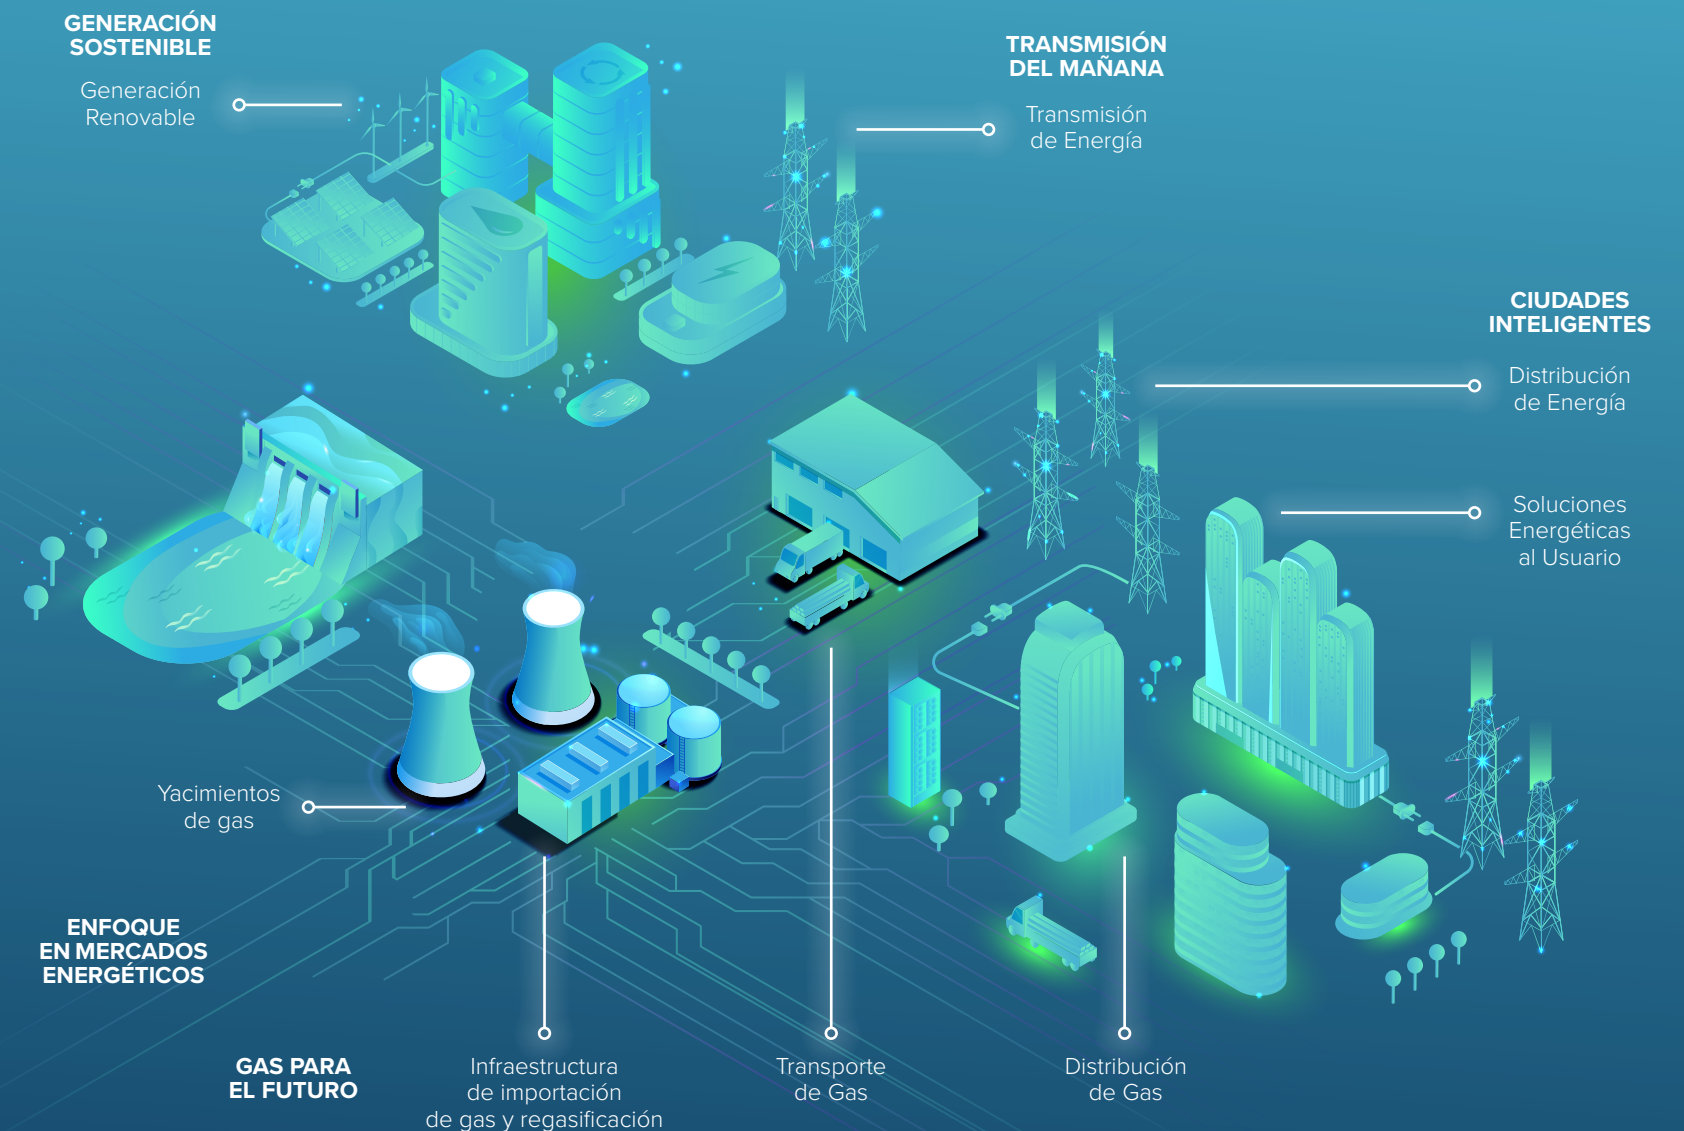 GENERACIÓN
SOSTENIBLE
Generación
Renovable
TRANSMISIÓN
DEL MAÑANA
Transmisión
de Energía
CIUDADES
INTELIGENTES
Distribución
de Energía
Soluciones
Energéticas
al Usuario
Yacimientos
de gas
ENFOQUE
EN MERCADOS
ENERGÉTICOS
GAS PARA
EL FUTURO
Infraestructura
de importación
de gas y regasificación
Transporte
de Gas
Distribución
de Gas